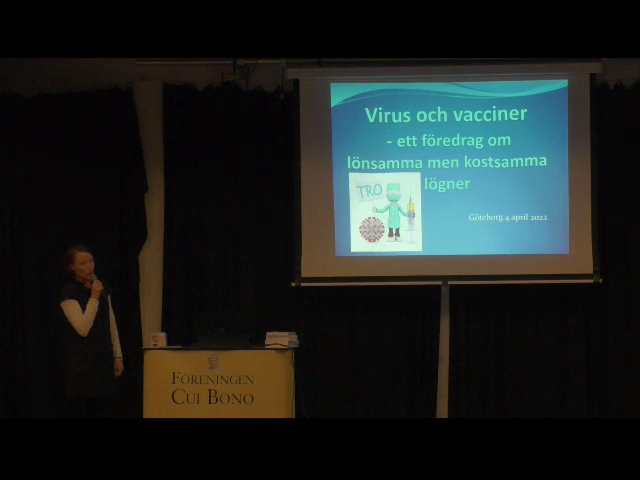 Virus och vacciner
- ett föredrag om
lönsamma men kostsamma
lögner
TRO
Göteborg 4 april 2022
FÖRENINGEN
CUI BONO